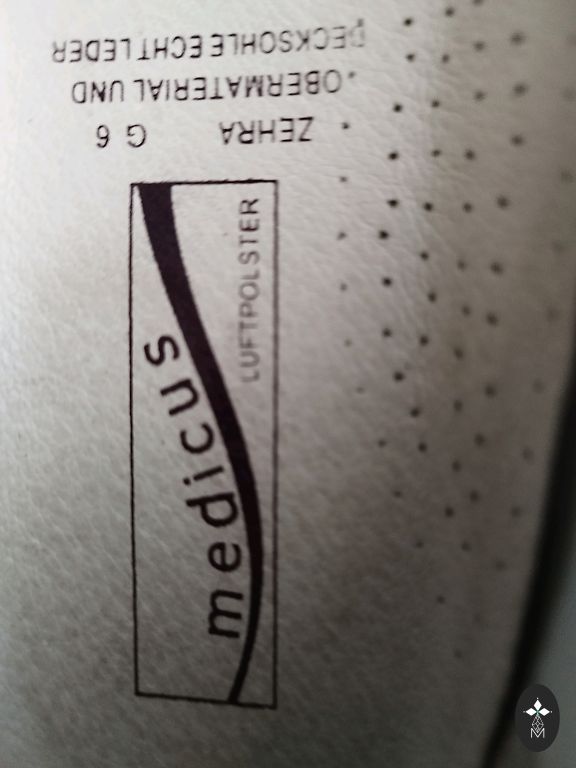 ZEHRA G 6
OBERMATERIAL UND
DECKSOHLE ECHT LEDER
medicus
LUFTPOLSTER
M